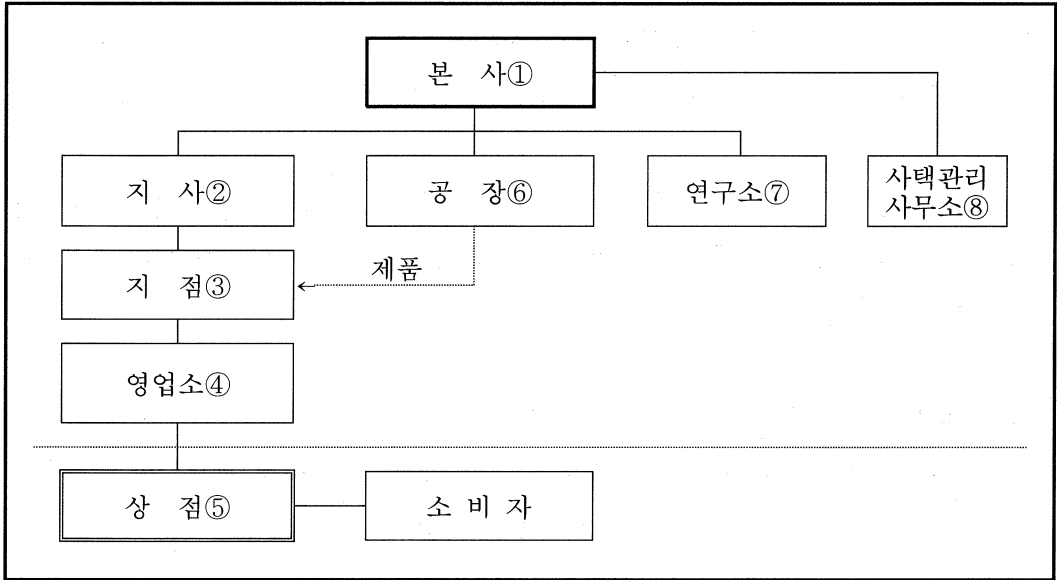 본 사①
지 사②
공 장⑥
연구소⑦
사택관리
사무소⑧
제품
지 점③
영업소④
상 점⑤
소 비 자